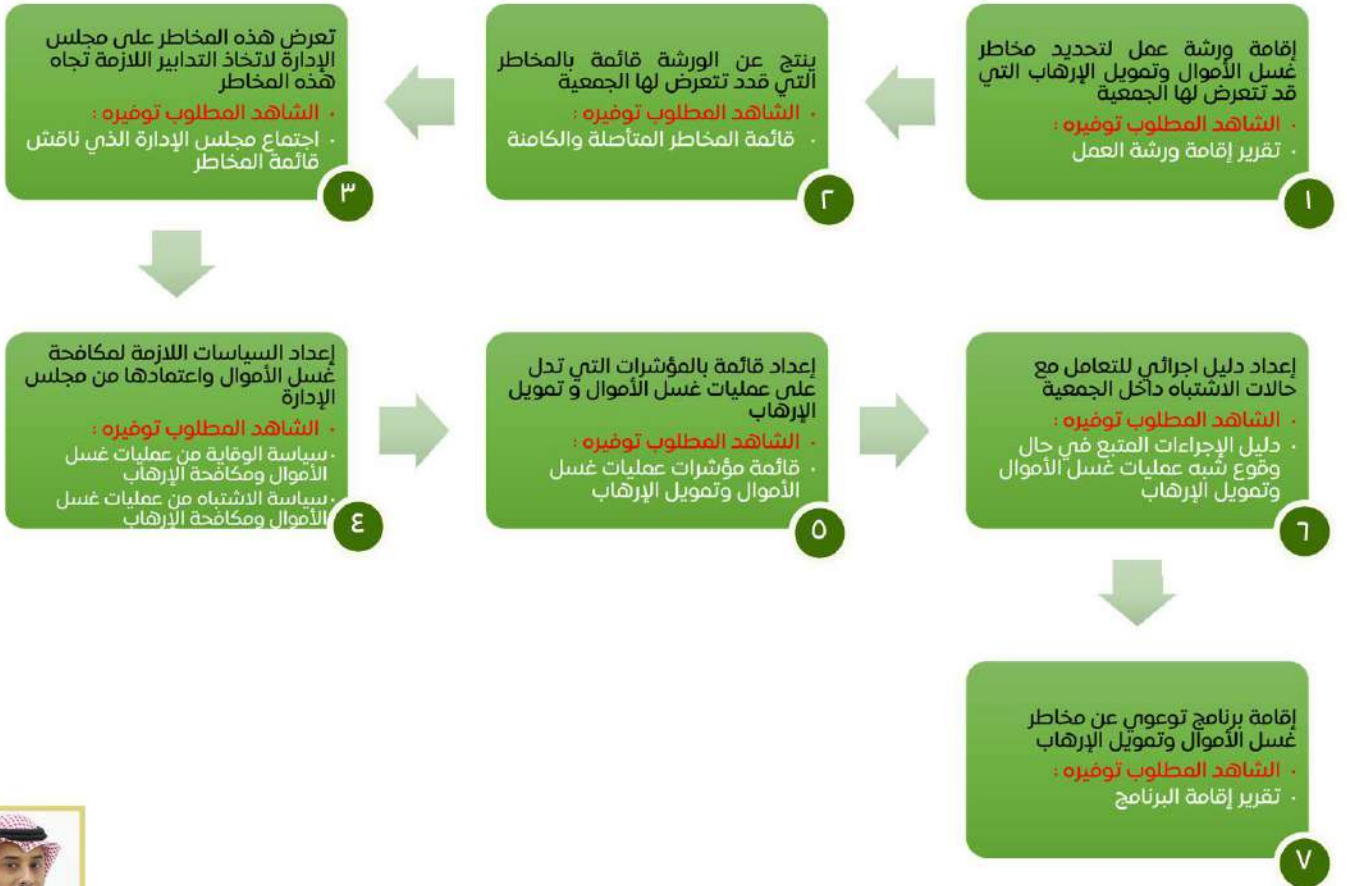 إقامة ورشة عمل لتحديد مخاطر
غسل الأموال وتمويل الإرهاب التي
قد تتعرض لها الجمعية
· الشاهد المطلوب توفيره :
· تقرير إقامة ورشة العمل
١
ينتج عن الورشة قائمة بالمخاطر
التي قدد تتعرض لها الجمعية
· الشاهد المطلوب توفيره :
· قائمة المخاطر المتأصلة والكامنة
٢
تعرض هذه المخاطر على مجلس
الإدارة لاتخاذ التدابير اللازمة تجاه
هذه المخاطر
· الشاهد المطلوب توفيره :
· اجتماع مجلس الإدارة الذي ناقش
قائمة المخاطر
٣
إعداد السياسات اللازمة لمكافحة
غسل الأموال واعتمادها من مجلس
الإدارة
· الشاهد المطلوب توفيره :
·سياسة الوقاية من عمليات غسل
الأموال ومكافحة الإرهاب
·سياسة الاشتباه من عمليات غسل
الأموال ومكافحة الإرهاب
٤
إعداد قائمة بالمؤشرات التي تدل
على عمليات غسل الأموال و تمويل
الإرهاب
· الشاهد المطلوب توفيره :
· قائمة مؤشرات عمليات غسل
الأموال وتمويل الإرهاب
٥
إعداد دليل اجرائي للتعامل مع
حالات الاشتباه داخل الجمعية
· الشاهد المطلوب توفيره :
· دليل الإجراءات المتبع في حال
وقوع شبه عمليات غسل الأموال
وتمويل الإرهاب
٦
إقامة برنامج توعوي عن مخاطر
غسل الأموال وتمويل الإرهاب
· الشاهد المطلوب توفيره :
· تقرير إقامة البرنامج
٧